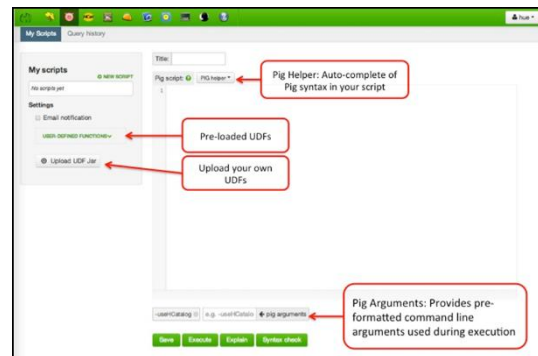 hue
My Scripts Query history
Title:
My scripts
NEW SCRIPT
Pig script: PIG helper
No scripts yet
1
Settings
Email notification
USER-DEFINED FUNCTIONS
Upload UDF Jar
Pig Helper: Auto-complete of
Pig syntax in your script
Pre-loaded UDFs
Upload your own
UDFs
-useHCatalog e.g. -useHCatalo pig arguments
Pig Arguments: Provides pre-
formatted command line
arguments used during execution
Save Execute Explain Syntax check